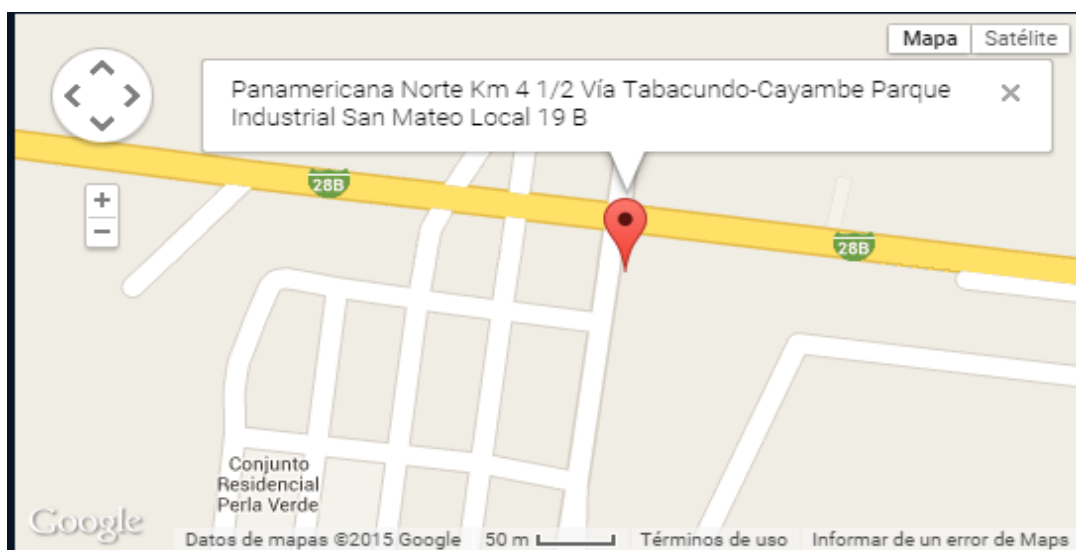 Mapa Satélite
Panamericana Norte Km 4 1/2 Vía Tabacundo-Cayambe Parque
Industrial San Mateo Local 19 B
28B
28B
Conjunto
Residencial
Perla Verde
Google
Datos de mapas ©2015 Google 50 m Términos de uso Informar de un error de Maps